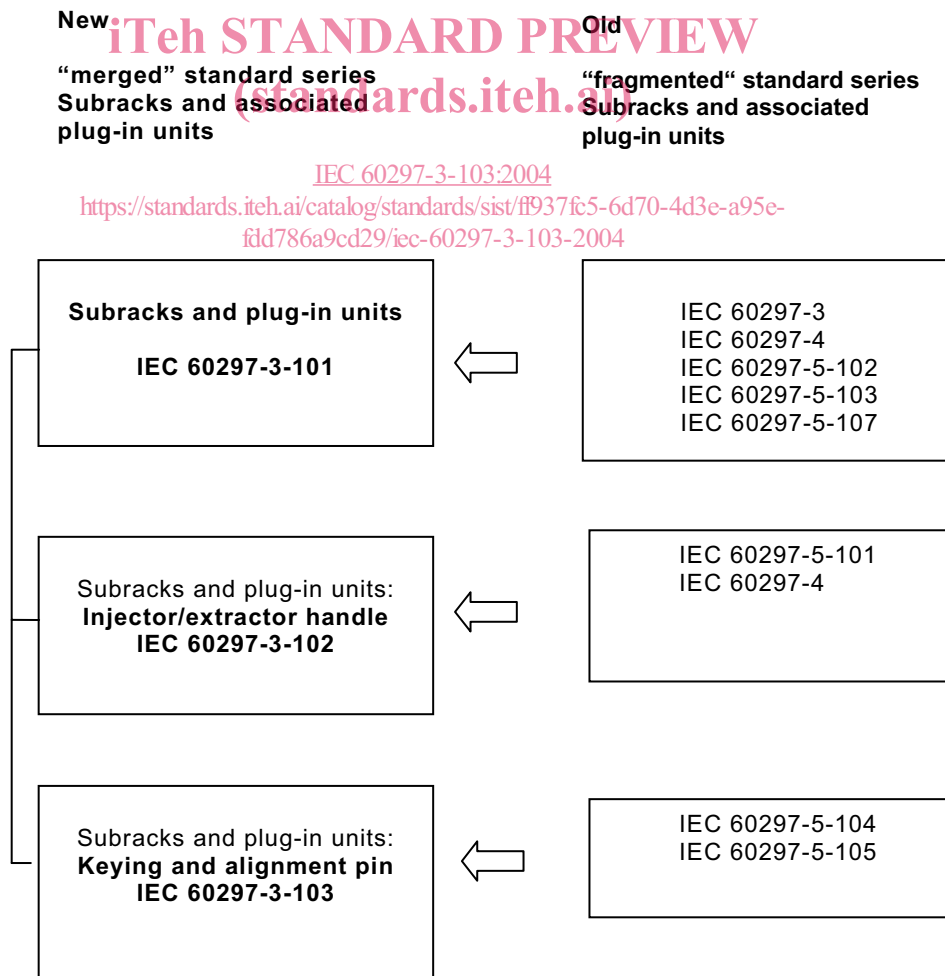 New
Old
iTeh STANDARD PREVIEW
(standards.iteh.ai)
“merged” standard series
Subracks and associated
plug-in units
“fragmented“ standard series
Subracks and associated
plug-in units
IEC 60297-3-103:2004
https://standards.iteh.ai/catalog/standards/sist/ff937fc5-6d70-4d3e-a95e-
fdd786a9cd29/iec-60297-3-103-2004
Subracks and plug-in units
IEC 60297-3-101
IEC 60297-3
IEC 60297-4
IEC 60297-5-102
IEC 60297-5-103
IEC 60297-5-107
Subracks and plug-in units:
Injector/extractor handle
IEC 60297-3-102
IEC 60297-5-101
IEC 60297-4
Subracks and plug-in units:
Keying and alignment pin
IEC 60297-3-103
IEC 60297-5-104
IEC 60297-5-105